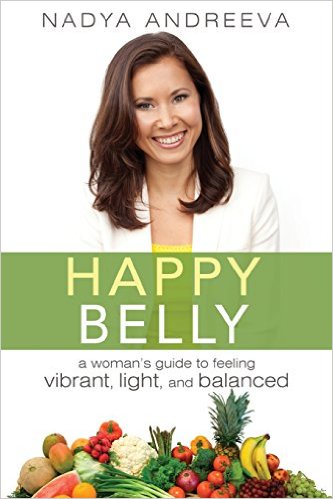 NADYA ANDREEVA
HAPPY
BELLY
a woman's guide to feeling
vibrant, light, and balanced